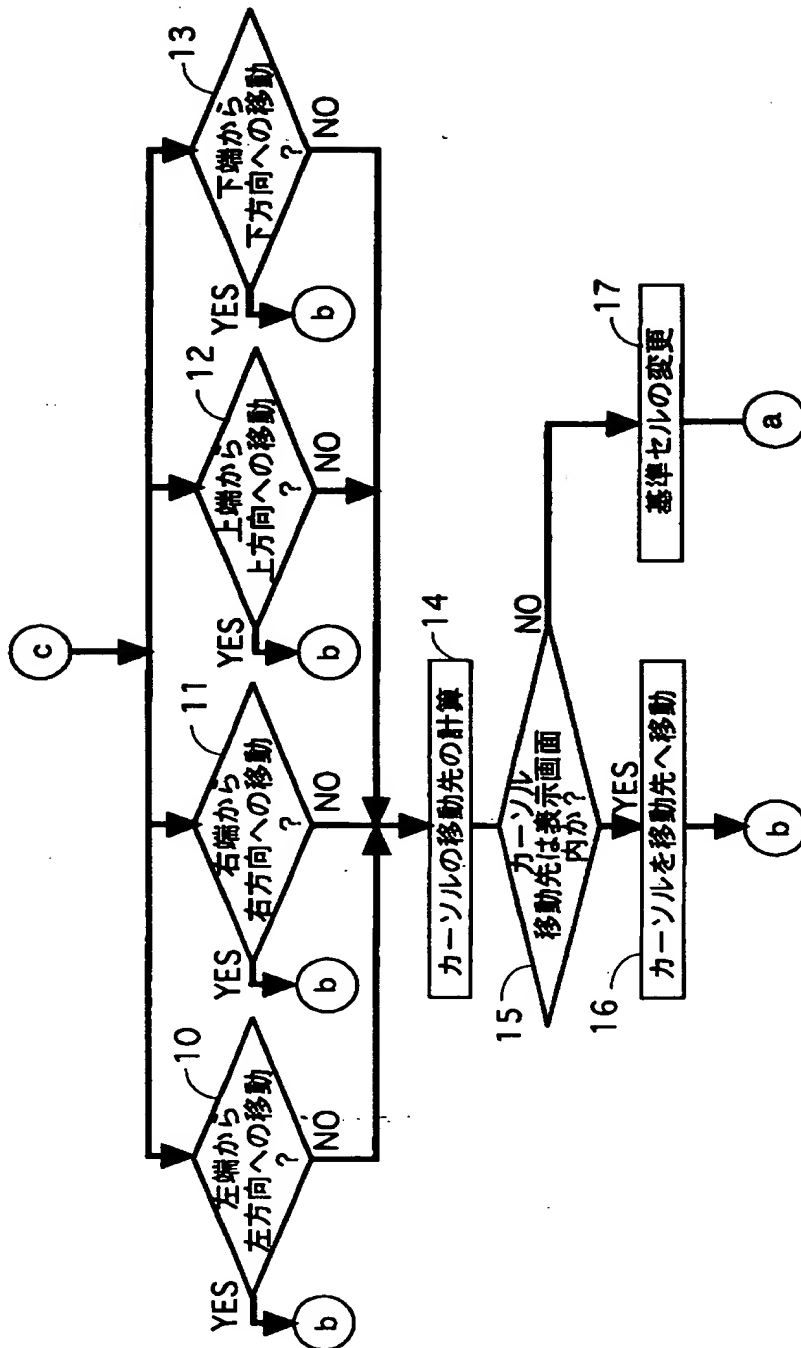 c
10
左端から
左方向への移動
?
YES
NO
b
11
右端から
右方向への移動
?
YES
NO
b
12
上端から
上方向への移動
?
YES
NO
b
13
下端から
下方向への移動
?
YES
NO
b
14
カーソルの移動先の計算
15
カーソル
移動先は表示画面
内か?
YES
NO
16
カーソルを移動先へ移動
b
17
基準セルの変更
a